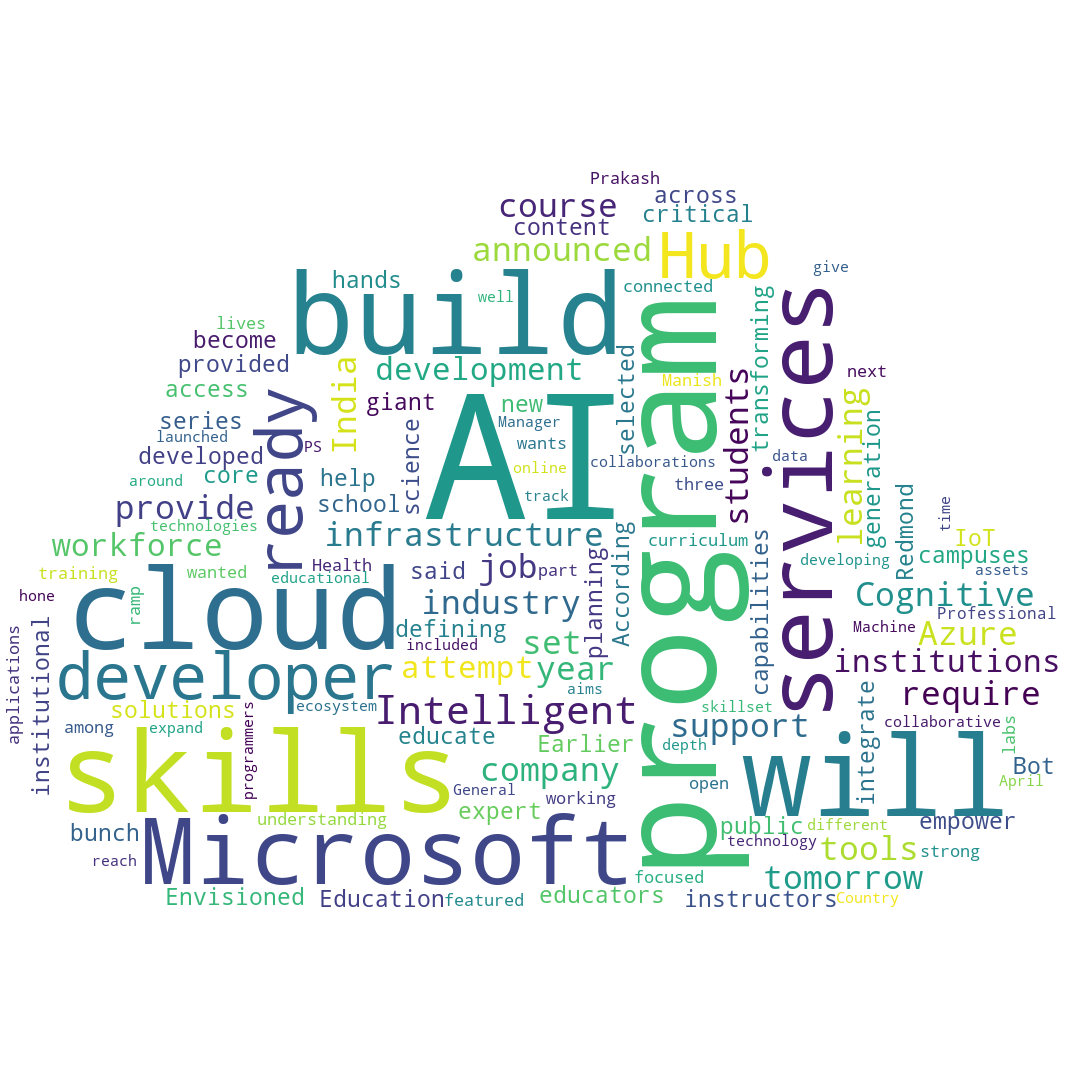 Prakash
across
course
critical
content
announced
Hub
give
hands
build
connected
well
lives
become
provided
development
India
access
giant
new
selected
Manish
program
students
transforming
services
next
learning
generation
series
launched
developed
ready
PS
AI
Manager
wants
collaborations
data
science
online
around
core
help
track
three
provide
school
technologies
infrastructure
curriculum
Redmond
time
IoT
workforce
According
planning
capabilities
developing
campuses
assets
training
wanted
Health
educational
said
job
part
hone
ramp
cloud
industry
Cognitive
Professional
defining
set
included
Machine
Azure
applications
institutional
developer
attempt
year
aims
institutions
require
solutions
ecosystem
Intelligent
skillset
support
integrate
collaborative
labs
among
expand
programmers
educate
Earlier
depth
skills
company
will
Bot
April
General
working
open
expert
understanding
bunch
Microsoft
public
different
empower
technology
tools
strong
reach
focused
tomorrow
Envisioned
Education
featured
educators
instructors
Country